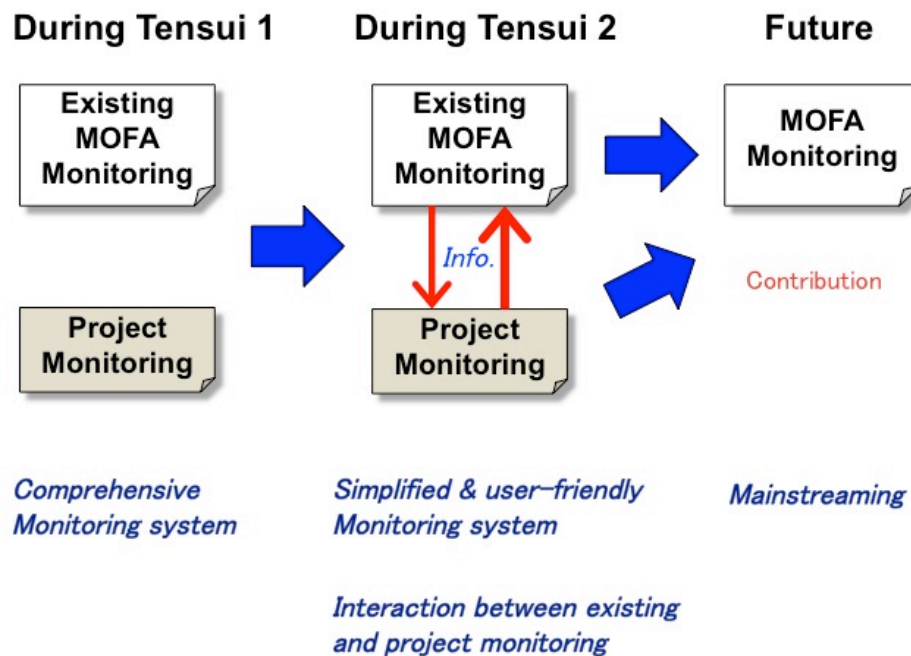 During Tensui 1
During Tensui 2
Future
Existing
MOFA
Monitoring
Existing
MOFA
Monitoring
MOFA
Monitoring
Info.
Contribution
Project
Monitoring
Project
Monitoring
Comprehensive
Monitoring system
Simplified & user-friendly
Monitoring system
Mainstreaming
Interaction between existing
and project monitoring